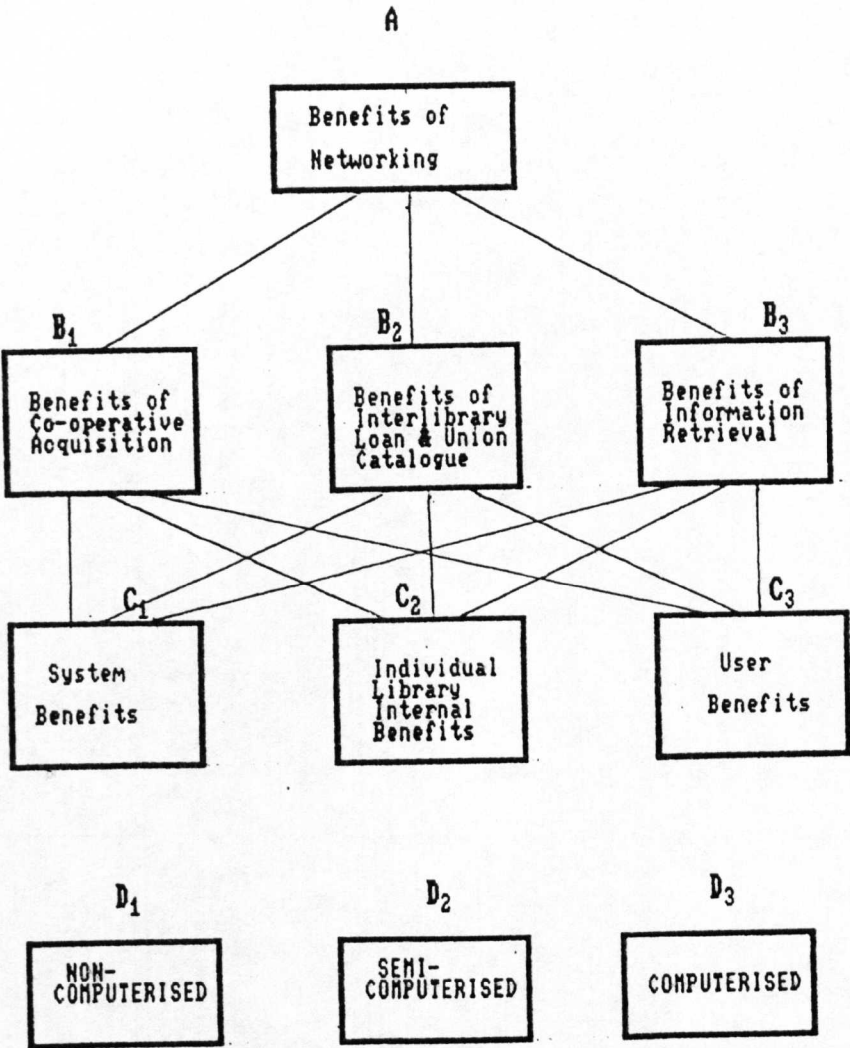 A
Benefits of
Networking
B₁
B₂
B₃
Benefits of
Co-operative
Acquisition
Benefits of
Interlibrary
Loan & Union
Catalogue
Benefits of
Information
Retrieval
C₁
C₂
C₃
System
Benefits
Individual
Library
Internal
Benefits
User
Benefits
D₁
D₂
D₃
NON-
COMPUTERISED
SEMI-
COMPUTERISED
COMPUTERISED